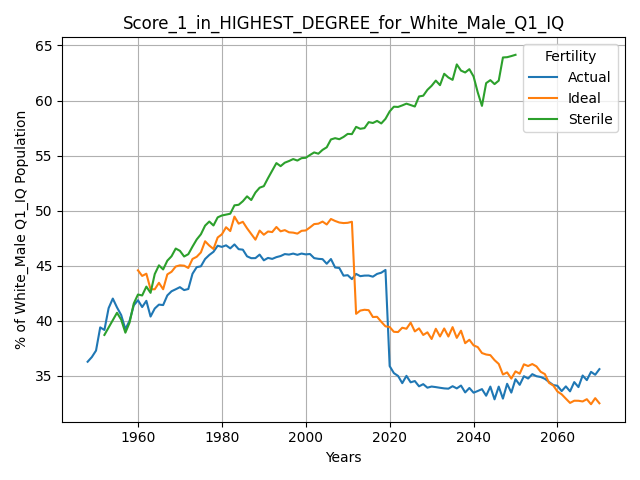 Score_1_in_HIGHEST_DEGREE_for_White_Male_Q1_IQ
Fertility
Actual
Ideal
Sterile
% of White_Male Q1_IQ Population
65
60
55
50
45
40
35
1960
1980
2000
2020
2040
2060
Years